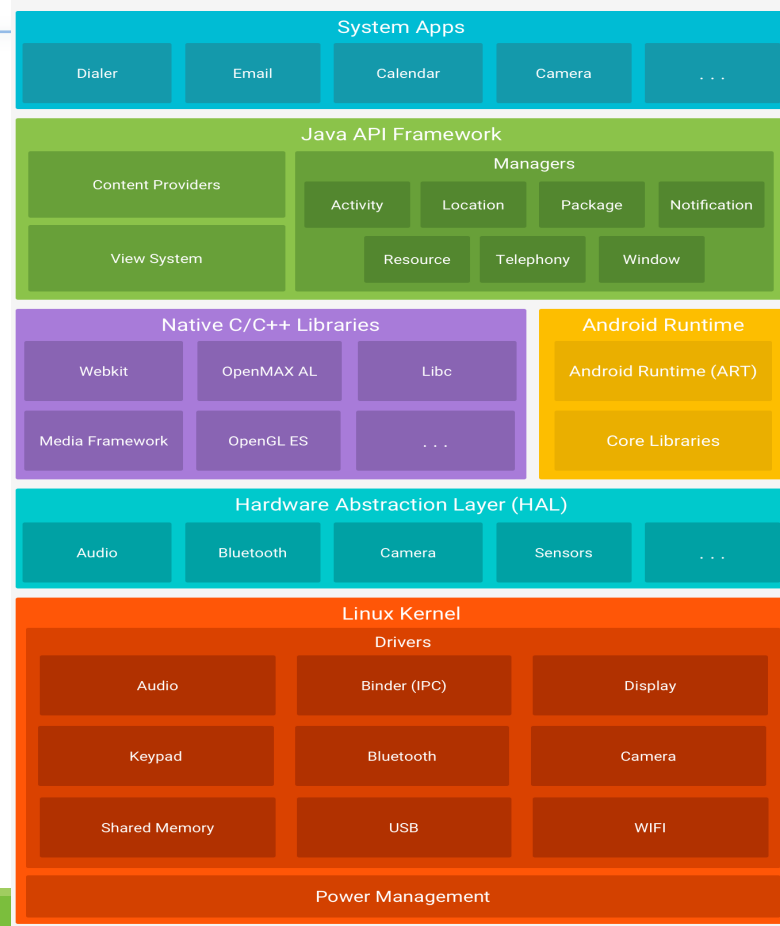 System Apps
Dialer
Email
Calendar
Camera
. . .
Java API Framework
Content Providers
View System
Managers
Activity
Location
Package
Notification
Resource
Telephony
Window
Native C/C++ Libraries
Webkit
OpenMAX AL
Libc
Media Framework
OpenGL ES
. . .
Android Runtime
Android Runtime (ART)
Core Libraries
Hardware Abstraction Layer (HAL)
Audio
Bluetooth
Camera
Sensors
. . .
Linux Kernel
Drivers
Audio
Binder (IPC)
Display
Keypad
Bluetooth
Camera
Shared Memory
USB
WIFI
Power Management